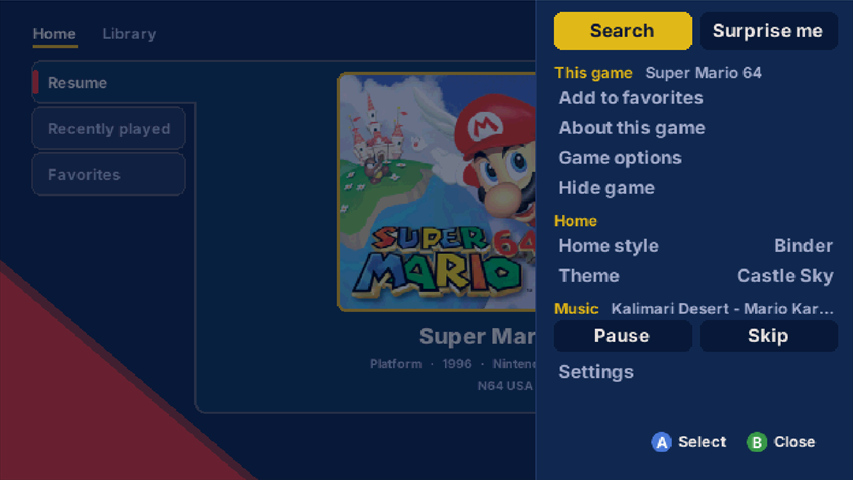 Home Library
Resume
Recently played
Favorites
SUPER MARIO 64
Super Mar
Platform · 1996 · Ninten
N64 USA
Search Surprise me
This game Super Mario 64
Add to favorites
About this game
Game options
Hide game
Home
Home style Binder
Theme Castle Sky
Music Kalimari Desert - Mario Kar...
Pause Skip
Settings
A Select B Close